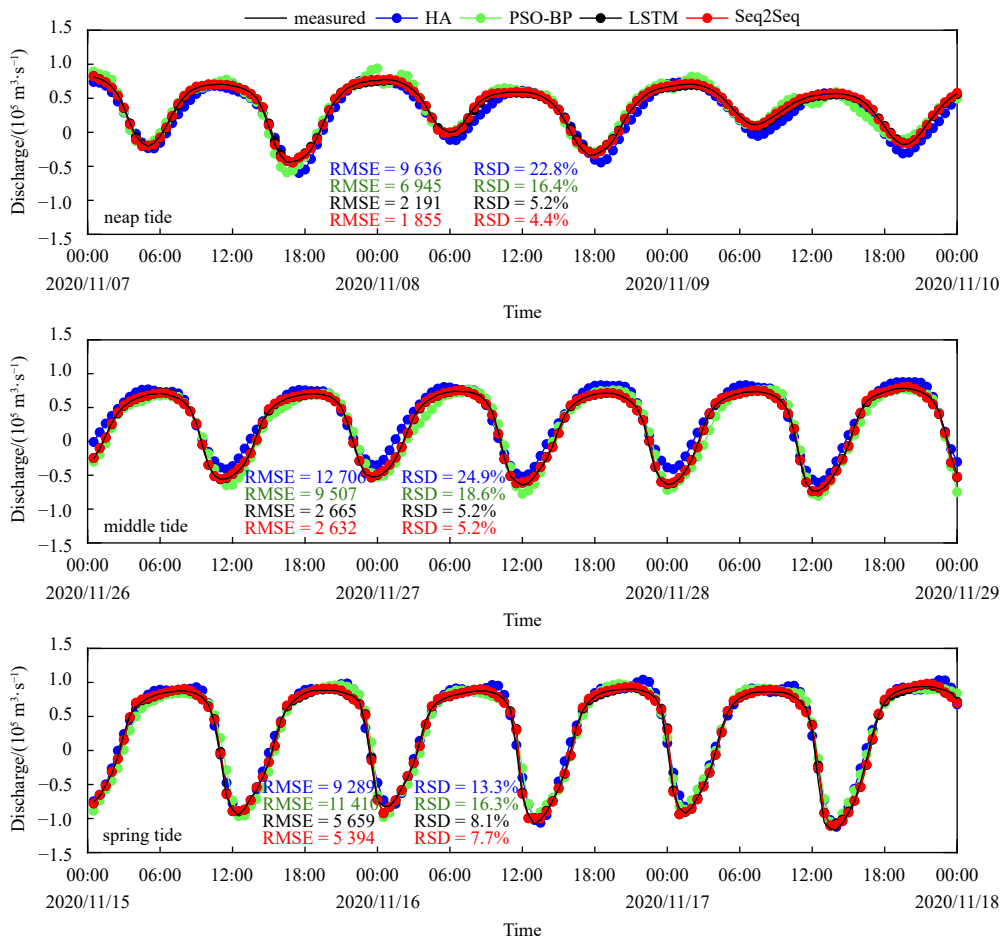 measured HA PSO-BP LSTM Seq2Seq
1.5
1.0
0.5
0
−0.5
−1.0
−1.5
Discharge/(10⁵ m³·s⁻¹)
RMSE = 9 636 RSD = 22.8%
RMSE = 6 945 RSD = 16.4%
RMSE = 2 191 RSD = 5.2%
RMSE = 1 855 RSD = 4.4%
neap tide
00:00 06:00 12:00 18:00 00:00 06:00 12:00 18:00 00:00 06:00 12:00 18:00 00:00
2020/11/07 2020/11/08 2020/11/09 2020/11/10
Time
1.5
1.0
0.5
0
−0.5
−1.0
−1.5
Discharge/(10⁵ m³·s⁻¹)
RMSE = 12 706 RSD = 24.9%
RMSE = 9 507 RSD = 18.6%
RMSE = 2 665 RSD = 5.2%
RMSE = 2 632 RSD = 5.2%
middle tide
00:00 06:00 12:00 18:00 00:00 06:00 12:00 18:00 00:00 06:00 12:00 18:00 00:00
2020/11/26 2020/11/27 2020/11/28 2020/11/29
Time
1.5
1.0
0.5
0
−0.5
−1.0
−1.5
Discharge/(10⁵ m³·s⁻¹)
RMSE = 9 289 RSD = 13.3%
RMSE = 11 410 RSD = 16.3%
RMSE = 5 659 RSD = 8.1%
RMSE = 5 394 RSD = 7.7%
spring tide
00:00 06:00 12:00 18:00 00:00 06:00 12:00 18:00 00:00 06:00 12:00 18:00 00:00
2020/11/15 2020/11/16 2020/11/17 2020/11/18
Time